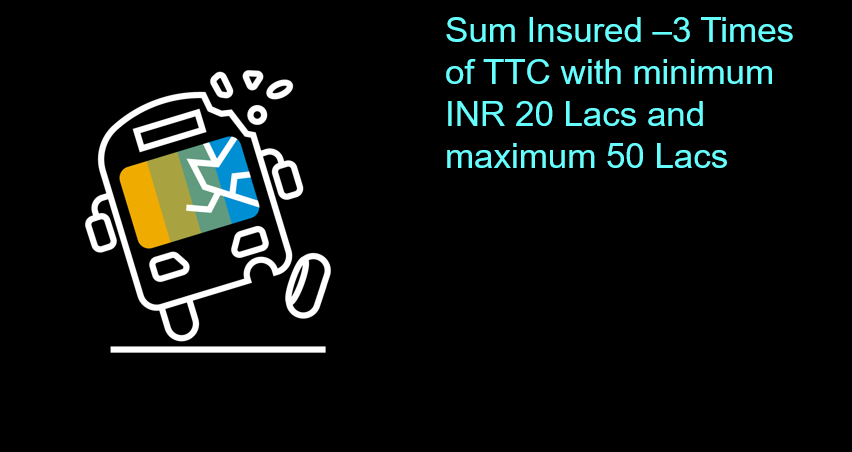 Sum Insured –3 Times
of TTC with minimum
INR 20 Lacs and
maximum 50 Lacs